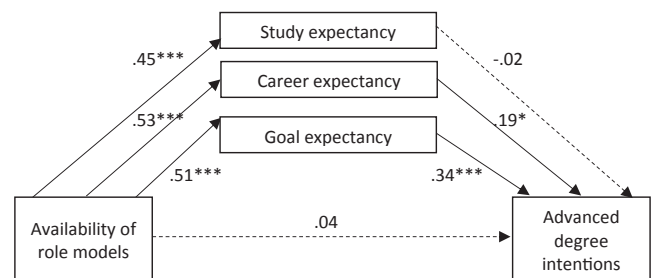 Study expectancy
.45***
-.02
Career expectancy
.53***
.19*
Goal expectancy
.51***
.34***
Availability of
role models
.04
Advanced
degree
intentions